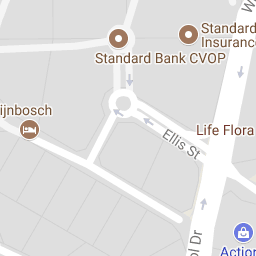 Standard
Insurance
Standard Bank CVOP
ijnbosch
Ellis St
Life Flora
ol Dr
Action